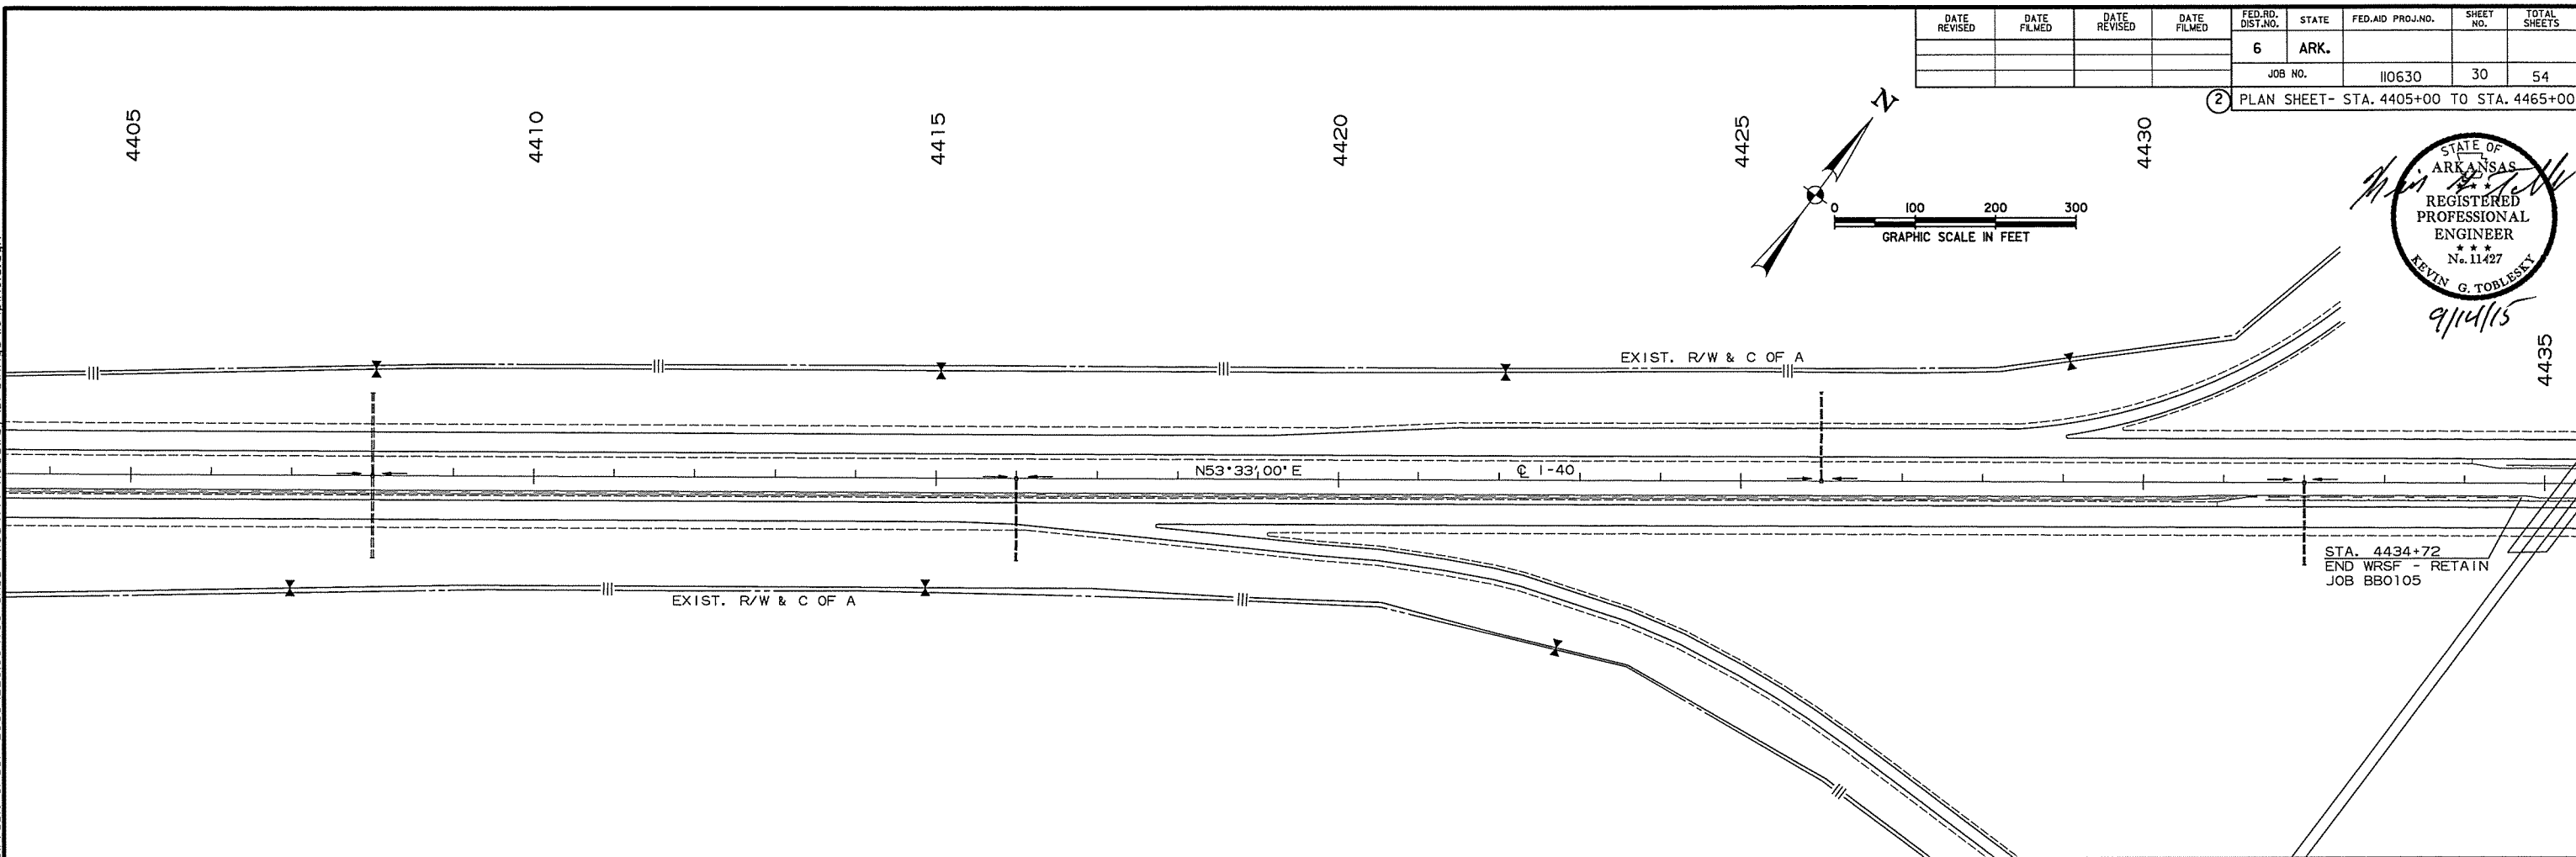 DATE REVISED
DATE FILMED
DATE REVISED
DATE FILMED
FED.RD. DIST.NO.
STATE
FED.AID PROJ.NO.
SHEET NO.
TOTAL SHEETS
6
ARK.
JOB NO.
110630
30
54
2
PLAN SHEET- STA. 4405+00 TO STA. 4465+00
4405
4410
4415
4420
4425
4430
4435
N
0 100 200 300
GRAPHIC SCALE IN FEET
STATE OF
ARKANSAS
★ ★ ★
REGISTERED
PROFESSIONAL
ENGINEER
★ ★ ★
No. 11427
KEVIN G. TOBLESKY
9/14/15
EXIST. R/W & C OF A
N53°33'00"E
℄ I-40
STA. 4434+72
END WRSF - RETAIN
JOB BB0105
EXIST. R/W & C OF A